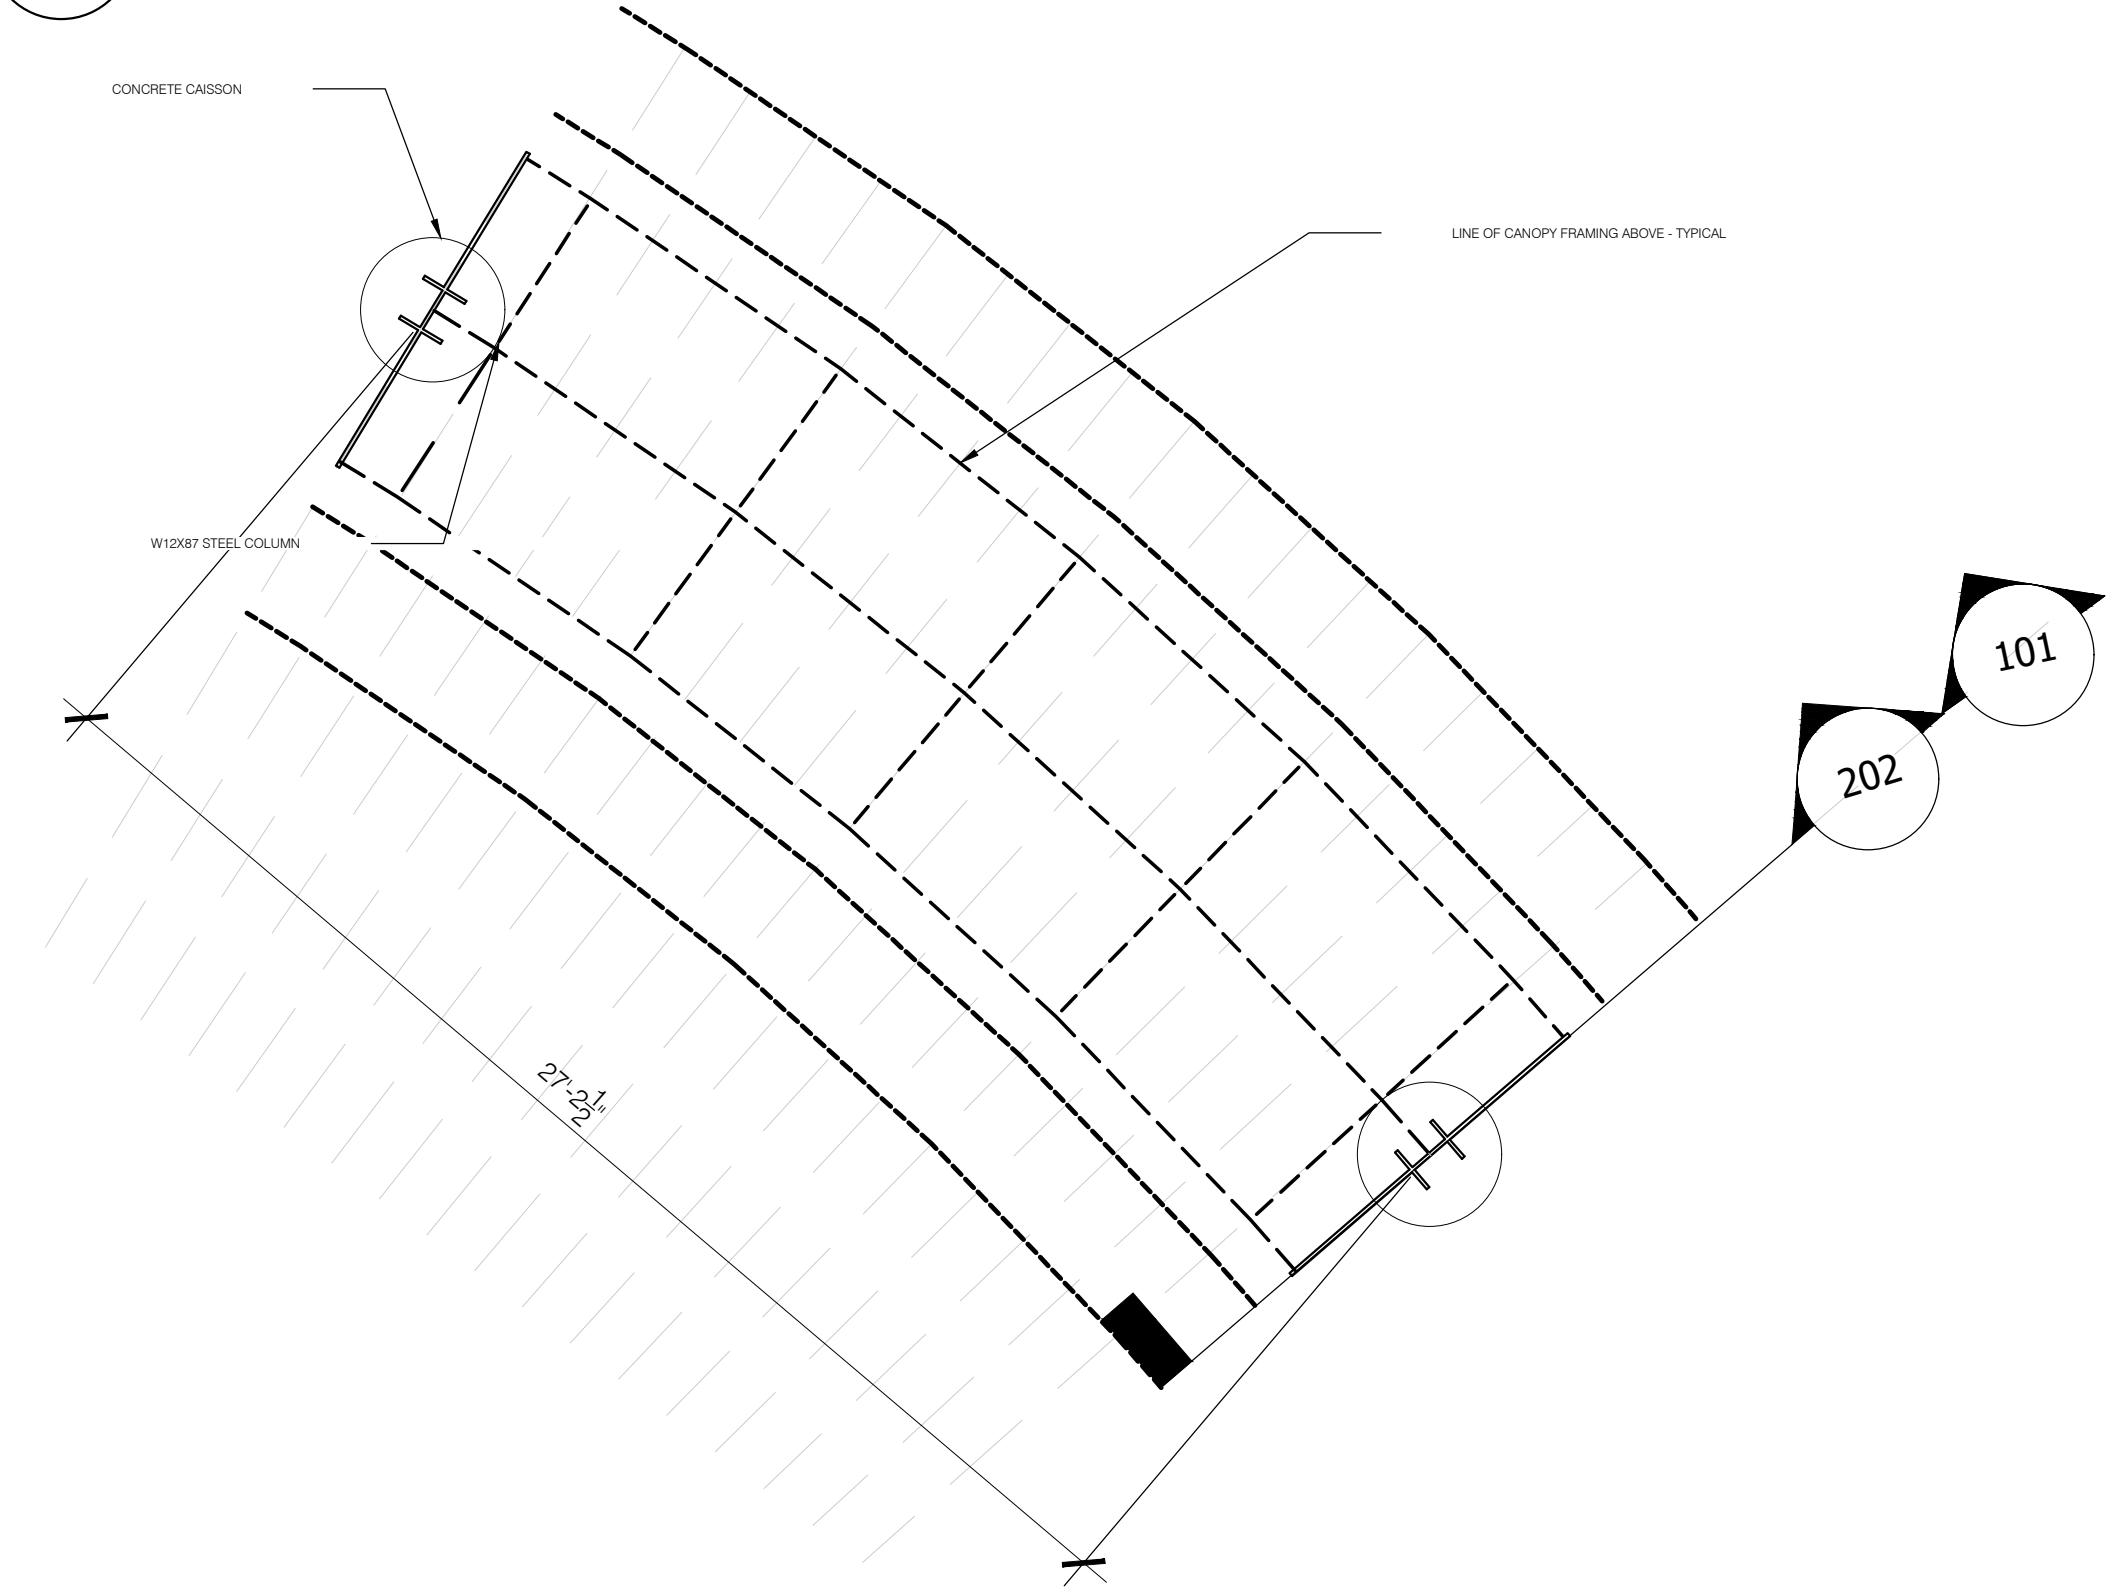 CONCRETE CAISSON
LINE OF CANOPY FRAMING ABOVE - TYPICAL
W12X87 STEEL COLUMN
101
202
27'-2 1/2"